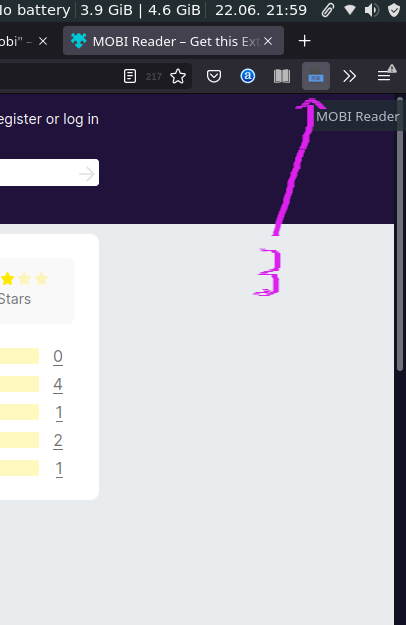 No battery 3.9 GiB | 4.6 GiB 22.06. 21:59
obi" – MOBI Reader – Get this Ext
217
a
egister or log in
MOBI Reader
3
Stars
0
4
1
2
1